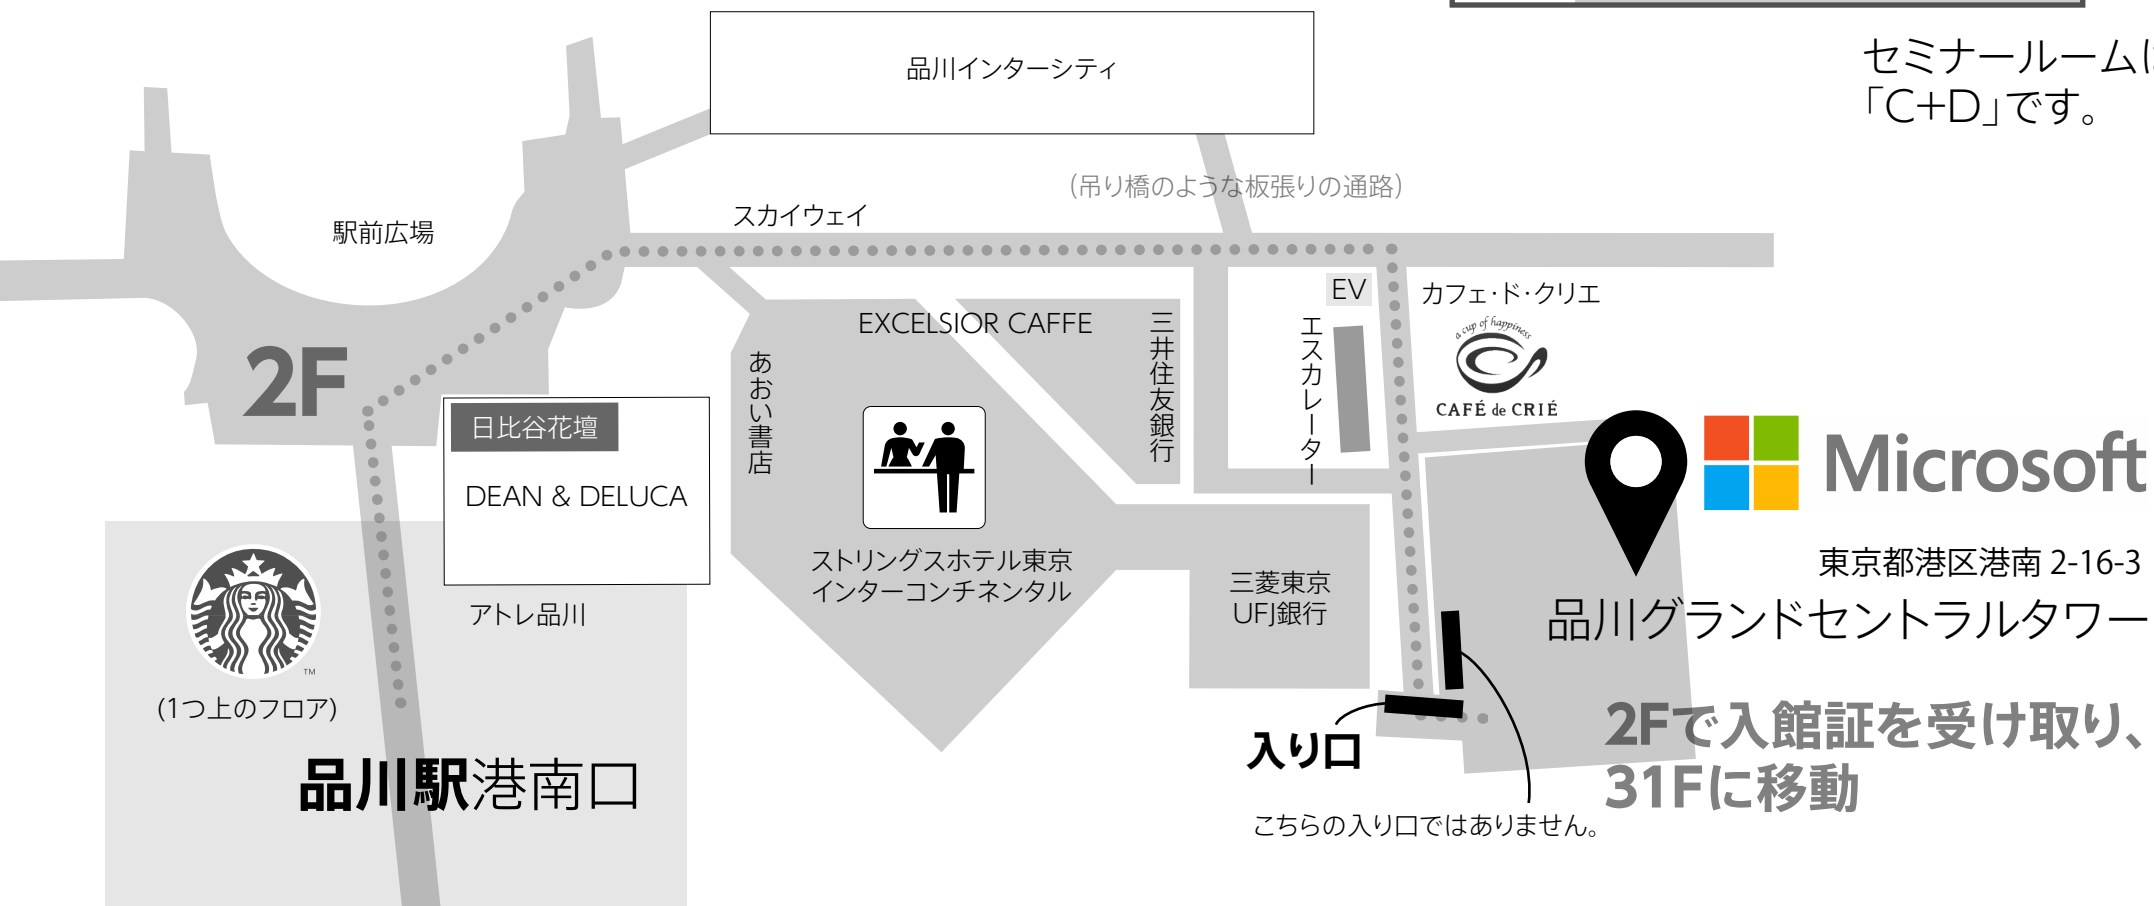 品川インターシティ
セミナールームは
「C+D」です。
(吊り橋のような板張りの通路)
スカイウェイ
駅前広場
EV
カフェ・ド・クリエ
a cup of happiness
CAFÉ de CRIÉ
エスカレーター
EXCELSIOR CAFFE
三井住友銀行
あおい書店
2F
日比谷花壇
DEAN & DELUCA
アトレ品川
ストリングスホテル東京
インターコンチネンタル
三菱東京
UFJ銀行
Microsoft
東京都港区港南 2-16-3
品川グランドセントラルタワー
TM
(1つ上のフロア)
品川駅港南口
入り口
こちらの入り口ではありません。
2Fで入館証を受け取り、
31Fに移動